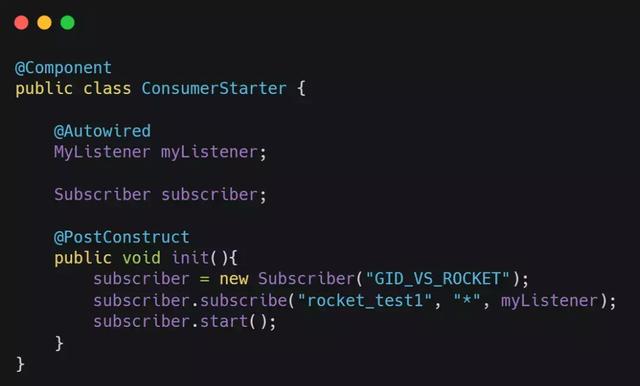 @Component
public class ConsumerStarter {
    @Autowired
    MyListener myListener;
    Subscriber subscriber;
    @PostConstruct
    public void init(){
        subscriber = new Subscriber("GID_VS_ROCKET");
        subscriber.subscribe("rocket_test1", "*", myListener);
        subscriber.start();
    }
}